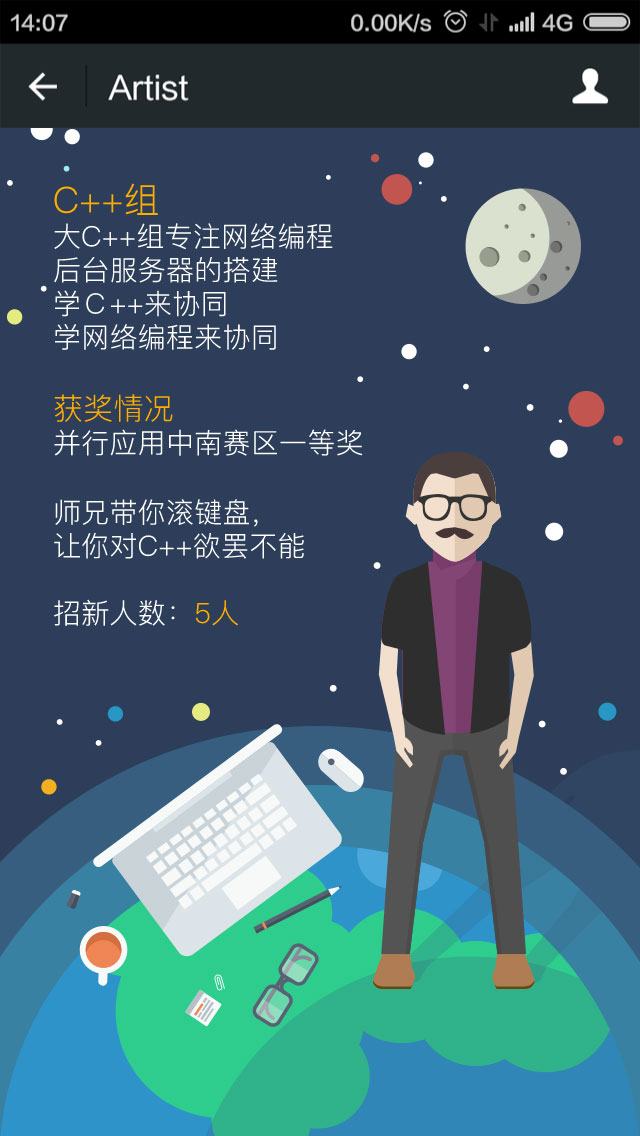 14:07 0.00K/s 4G
Artist
C++组
大C++组专注网络编程
后台服务器的搭建
学C++来协同
学网络编程来协同
获奖情况
并行应用中南赛区一等奖
师兄带你滚键盘，
让你对C++欲罢不能
招新人数：5人